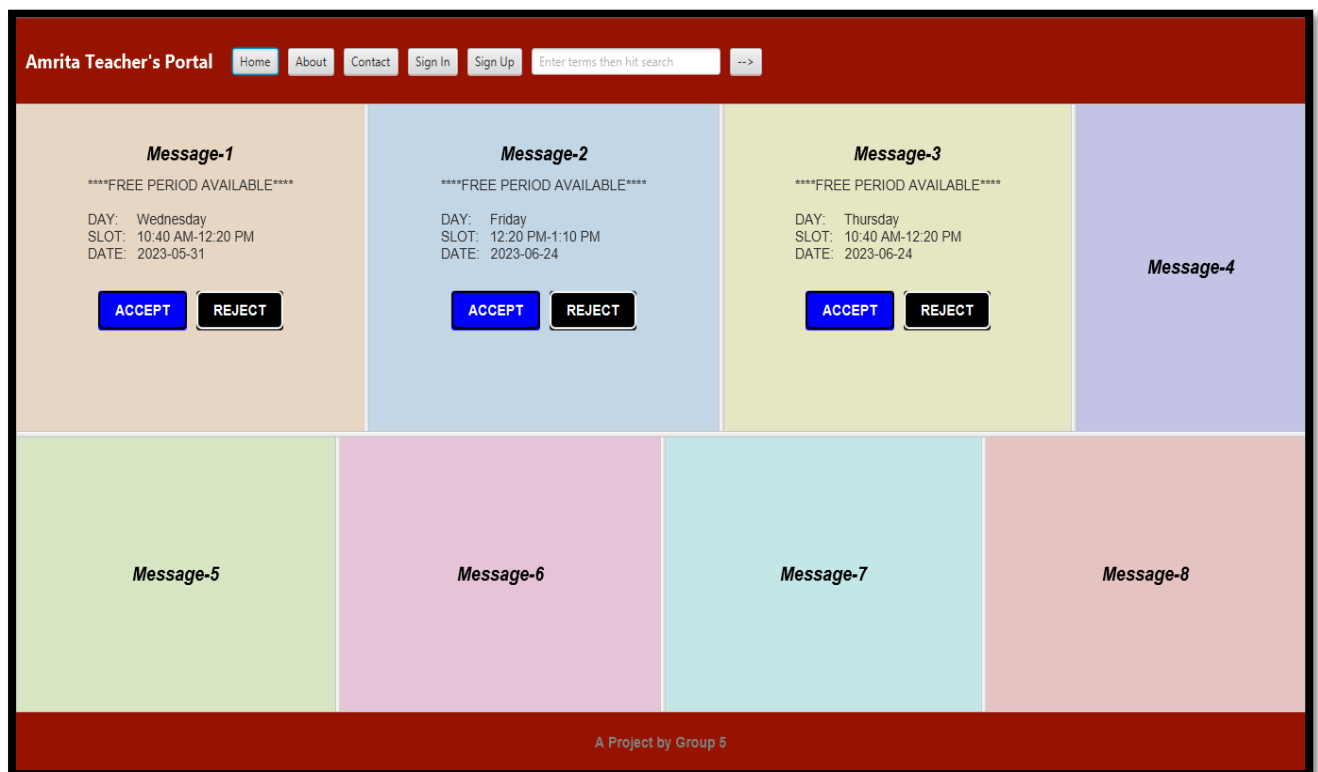 Amrita Teacher's Portal Home About Contact Sign In Sign Up Enter terms then hit search -->
Message-1
****FREE PERIOD AVAILABLE****
DAY: Wednesday
SLOT: 10:40 AM-12:20 PM
DATE: 2023-05-31
ACCEPT REJECT
Message-2
****FREE PERIOD AVAILABLE****
DAY: Friday
SLOT: 12:20 PM-1:10 PM
DATE: 2023-06-24
ACCEPT REJECT
Message-3
****FREE PERIOD AVAILABLE****
DAY: Thursday
SLOT: 10:40 AM-12:20 PM
DATE: 2023-06-24
ACCEPT REJECT
Message-4
Message-5
Message-6
Message-7
Message-8
A Project by Group 5